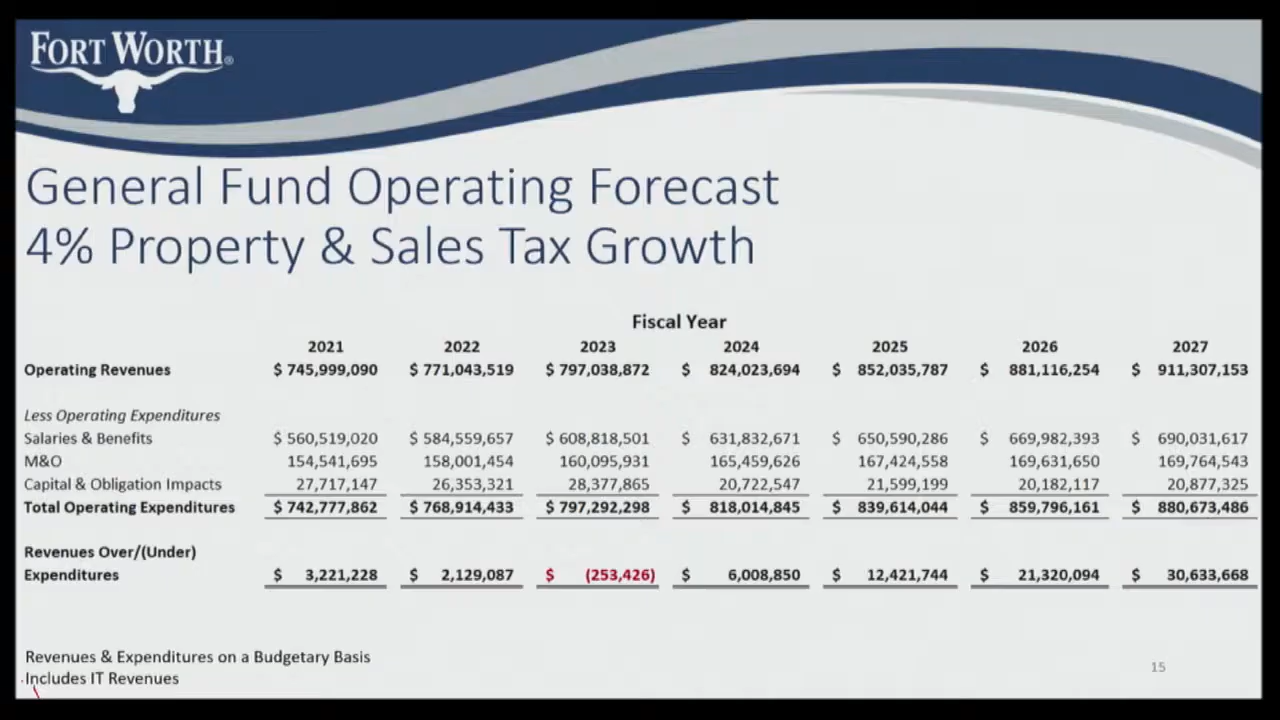 FORT WORTH®
General Fund Operating Forecast
4% Property & Sales Tax Growth
Fiscal Year
2021 2022 2023 2024 2025 2026 2027
Operating Revenues $ 745,999,090 $ 771,043,519 $ 797,038,872 $ 824,023,694 $ 852,035,787 $ 881,116,254 $ 911,307,153
Less Operating Expenditures
Salaries & Benefits $ 560,519,020 $ 584,559,657 $ 608,818,501 $ 631,832,671 $ 650,590,286 $ 669,982,393 $ 690,031,617
M&O 154,541,695 158,001,454 160,095,931 165,459,626 167,424,558 169,631,650 169,764,543
Capital & Obligation Impacts 27,717,147 26,353,321 28,377,865 20,722,547 21,599,199 20,182,117 20,877,325
Total Operating Expenditures $ 742,777,862 $ 768,914,433 $ 797,292,298 $ 818,014,845 $ 839,614,044 $ 859,796,161 $ 880,673,486
Revenues Over/(Under)
Expenditures $ 3,221,228 $ 2,129,087 $ (253,426) $ 6,008,850 $ 12,421,744 $ 21,320,094 $ 30,633,668
Revenues & Expenditures on a Budgetary Basis
Includes IT Revenues
15